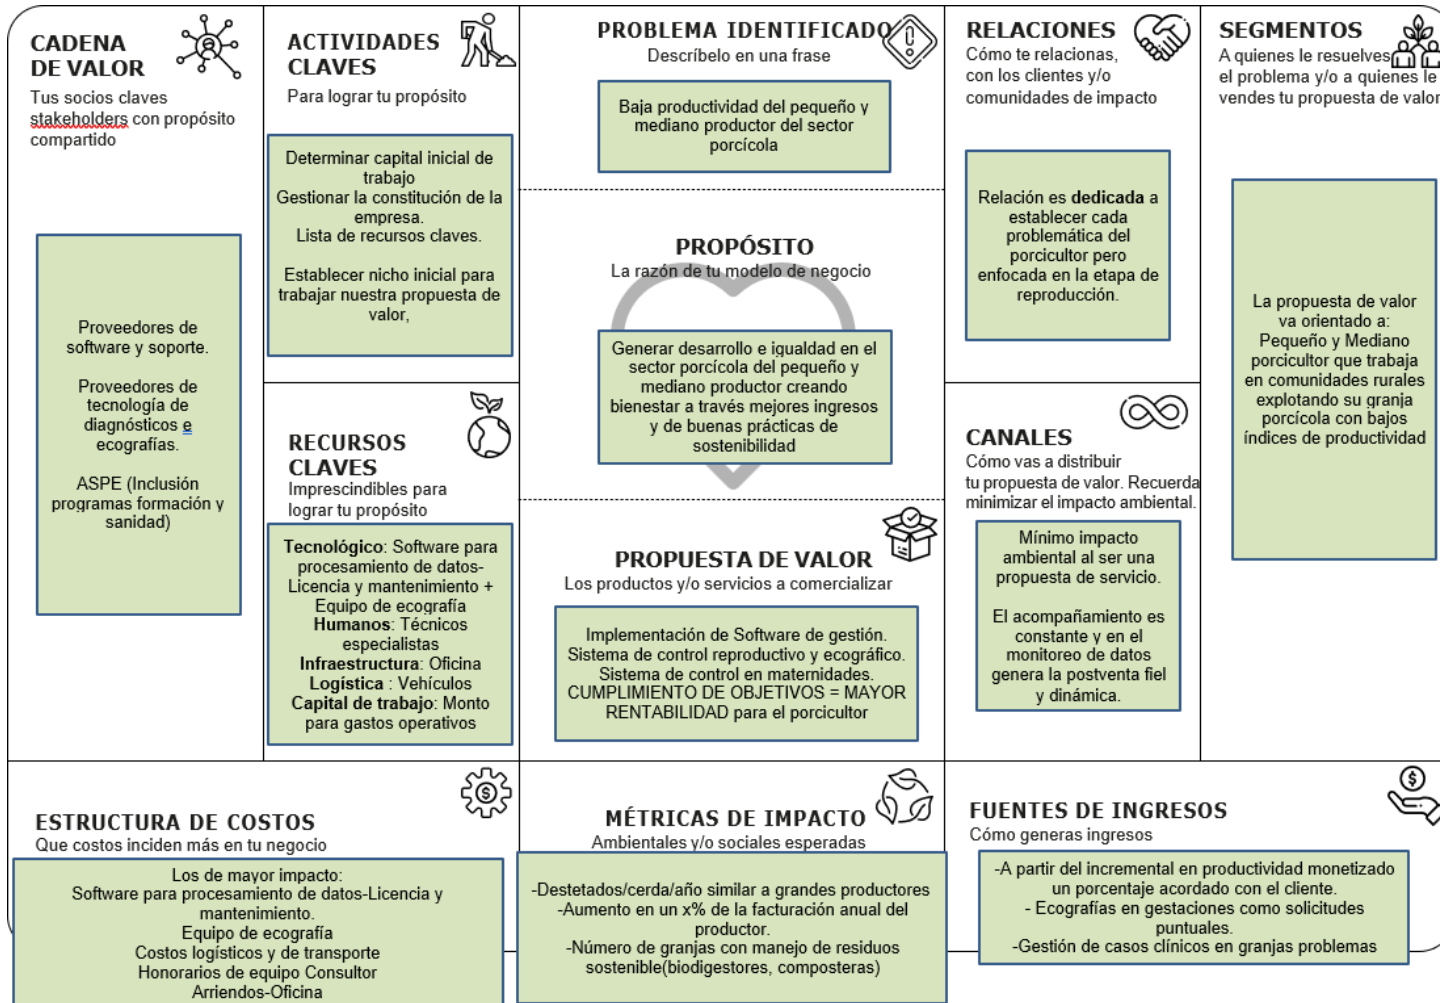 CADENA
DE VALOR
Tus socios claves
stakeholders con propósito
compartido
Proveedores de
software y soporte.
Proveedores de
tecnología de
diagnósticos e
ecografías.
ASPE (Inclusión
programas formación y
sanidad)
ACTIVIDADES
CLAVES
Para lograr tu propósito
Determinar capital inicial de
trabajo
Gestionar la constitución de la
empresa.
Lista de recursos claves.
Establecer nicho inicial para
trabajar nuestra propuesta de
valor,
RECURSOS
CLAVES
Imprescindibles para
lograr tu propósito
Tecnológico: Software para
procesamiento de datos-
Licencia y mantenimiento +
Equipo de ecografía
Humanos: Técnicos
especialistas
Infraestructura: Oficina
Logística : Vehículos
Capital de trabajo: Monto
para gastos operativos
PROBLEMA IDENTIFICADO
Descríbelo en una frase
Baja productividad del pequeño y
mediano productor del sector
porcícola
PROPÓSITO
La razón de tu modelo de negocio
Generar desarrollo e igualdad en el
sector porcícola del pequeño y
mediano productor creando
bienestar a través mejores ingresos
y de buenas prácticas de
sostenibilidad
PROPUESTA DE VALOR
Los productos y/o servicios a comercializar
Implementación de Software de gestión.
Sistema de control reproductivo y ecográfico.
Sistema de control en maternidades.
CUMPLIMIENTO DE OBJETIVOS = MAYOR
RENTABILIDAD para el porcicultor
RELACIONES
Cómo te relacionas,
con los clientes y/o
comunidades de impacto
Relación es dedicada a
establecer cada
problemática del
porcicultor pero
enfocada en la etapa de
reproducción.
CANALES
Cómo vas a distribuir
tu propuesta de valor. Recuerda
minimizar el impacto ambiental.
Mínimo impacto
ambiental al ser una
propuesta de servicio.
El acompañamiento es
constante y en el
monitoreo de datos
genera la postventa fiel
y dinámica.
SEGMENTOS
A quienes le resuelves
el problema y/o a quienes le
vendes tu propuesta de valor
La propuesta de valor
va orientado a:
Pequeño y Mediano
porcicultor que trabaja
en comunidades rurales
explotando su granja
porcícola con bajos
índices de productividad
ESTRUCTURA DE COSTOS
Que costos inciden más en tu negocio
Los de mayor impacto:
Software para procesamiento de datos-Licencia y
mantenimiento.
Equipo de ecografía
Costos logísticos y de transporte
Honorarios de equipo Consultor
Arriendos-Oficina
MÉTRICAS DE IMPACTO
Ambientales y/o sociales esperadas
-Destetados/cerda/año similar a grandes productores
-Aumento en un x% de la facturación anual del
productor.
-Número de granjas con manejo de residuos
sostenible(biodigestores, composteras)
FUENTES DE INGRESOS
Cómo generas ingresos
-A partir del incremental en productividad monetizado
un porcentaje acordado con el cliente.
- Ecografías en gestaciones como solicitudes
puntuales.
-Gestión de casos clínicos en granjas problemas